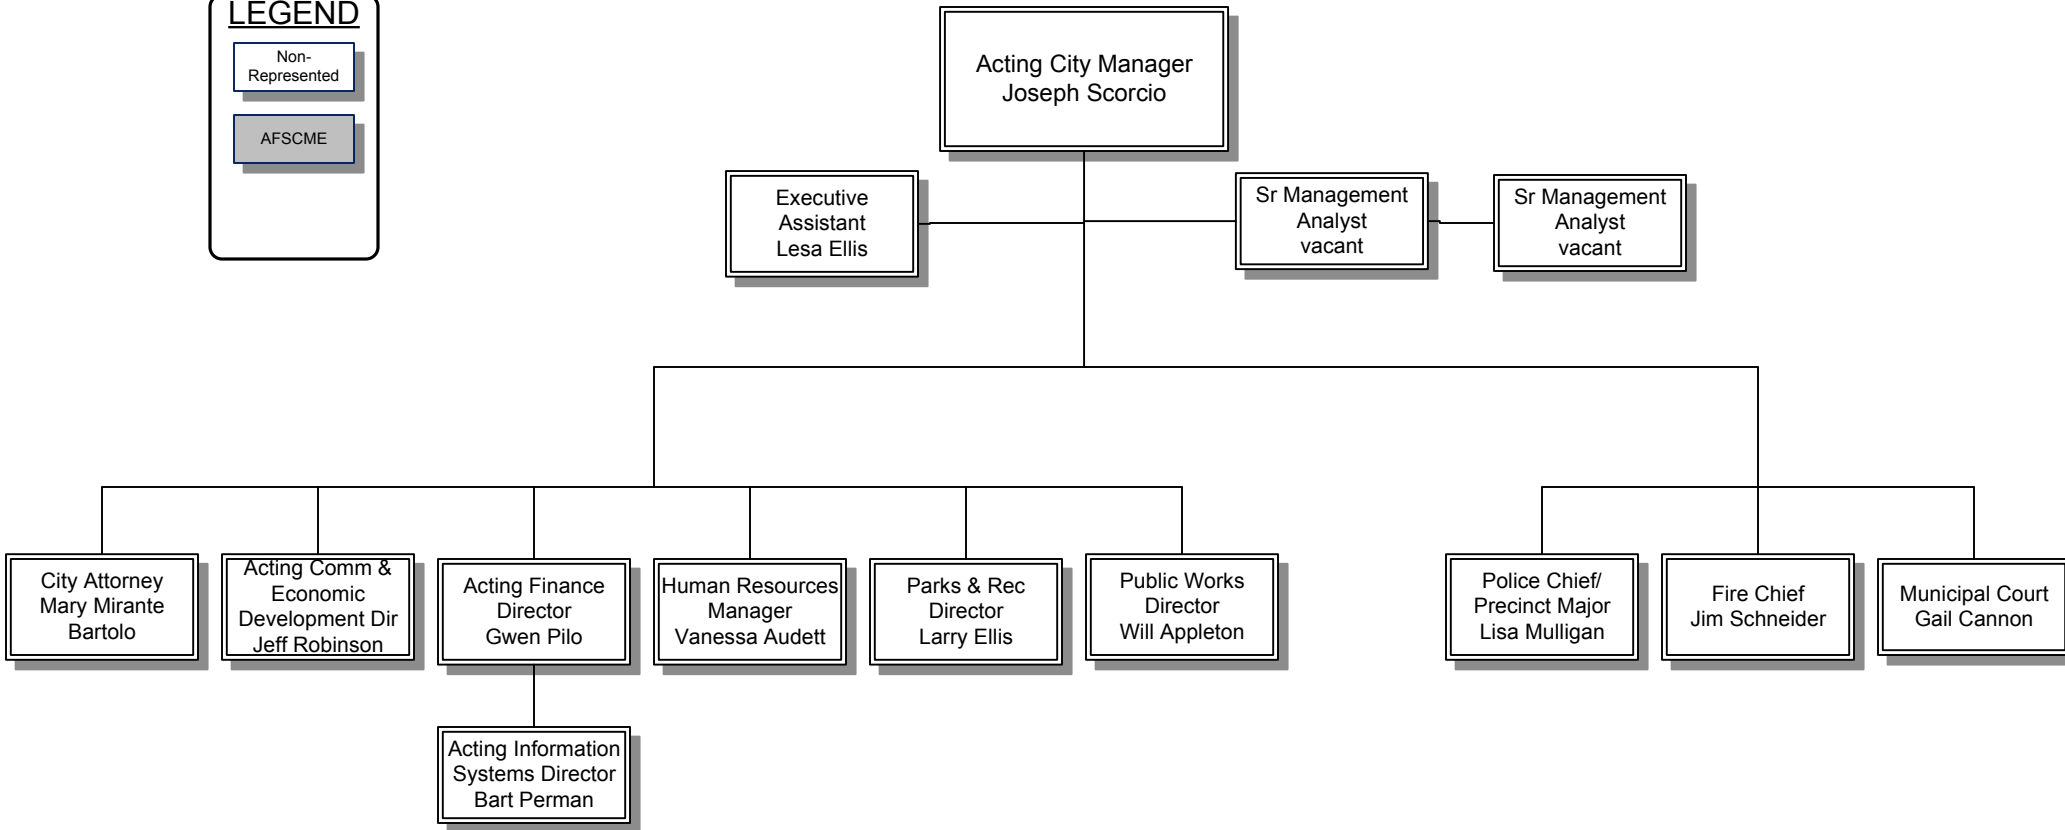 LEGEND
Non-
Represented
AFSCME
Acting City Manager
Joseph Scorcio
Executive
Assistant
Lesa Ellis
Sr Management
Analyst
vacant
Sr Management
Analyst
vacant
City Attorney
Mary Mirante
Bartolo
Acting Comm &
Economic
Development Dir
Jeff Robinson
Acting Finance
Director
Gwen Pilo
Human Resources
Manager
Vanessa Audett
Parks & Rec
Director
Larry Ellis
Public Works
Director
Will Appleton
Police Chief/
Precinct Major
Lisa Mulligan
Fire Chief
Jim Schneider
Municipal Court
Gail Cannon
Acting Information
Systems Director
Bart Perman